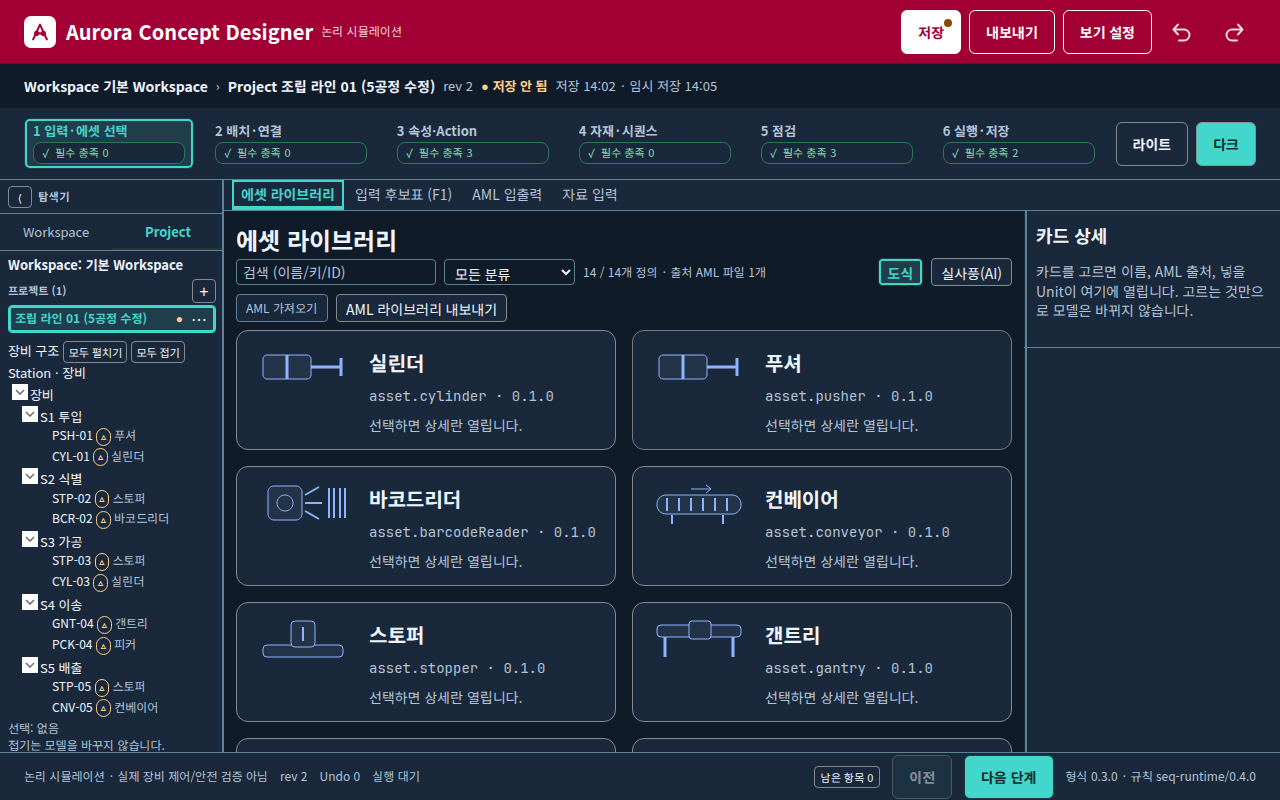 Aurora Concept Designer 논리 시뮬레이션
저장 내보내기 보기 설정
Workspace 기본 Workspace › Project 조립 라인 01 (5공정 수정) rev 2 ● 저장 안 됨 저장 14:02 · 임시 저장 14:05
1 입력·에셋 선택
✓ 필수 충족 0
2 배치·연결
✓ 필수 충족 0
3 속성·Action
✓ 필수 충족 3
4 자재·시퀀스
✓ 필수 충족 0
5 점검
✓ 필수 충족 3
6 실행·저장
✓ 필수 충족 2
라이트 다크
⟨ 탐색기
Workspace Project
Workspace: 기본 Workspace
프로젝트 (1) +
조립 라인 01 (5공정 수정) ● ···
장비 구조 모두 펼치기 모두 접기
Station · 장비
장비
S1 투입
PSH-01 푸셔
CYL-01 실린더
S2 식별
STP-02 스토퍼
BCR-02 바코드리더
S3 가공
STP-03 스토퍼
CYL-03 실린더
S4 이송
GNT-04 갠트리
PCK-04 피커
S5 배출
STP-05 스토퍼
CNV-05 컨베이어
선택: 없음
접기는 모델을 바꾸지 않습니다.
에셋 라이브러리 입력 후보표 (F1) AML 입출력 자료 입력
에셋 라이브러리
검색 (이름/키/ID) 모든 분류 14 / 14개 정의 · 출처 AML 파일 1개 도식 실사풍(AI)
AML 가져오기 AML 라이브러리 내보내기
실린더
asset.cylinder · 0.1.0
선택하면 상세란 열립니다.
푸셔
asset.pusher · 0.1.0
선택하면 상세란 열립니다.
바코드리더
asset.barcodeReader · 0.1.0
선택하면 상세란 열립니다.
컨베이어
asset.conveyor · 0.1.0
선택하면 상세란 열립니다.
스토퍼
asset.stopper · 0.1.0
선택하면 상세란 열립니다.
갠트리
asset.gantry · 0.1.0
선택하면 상세란 열립니다.
카드 상세
카드를 고르면 이름, AML 출처, 넣을
Unit이 여기에 열립니다. 고르는 것만으
로 모델은 바뀌지 않습니다.
논리 시뮬레이션 · 실제 장비 제어/안전 검증 아님 rev 2 Undo 0 실행 대기
남은 항목 0 이전 다음 단계 형식 0.3.0 · 규칙 seq-runtime/0.4.0